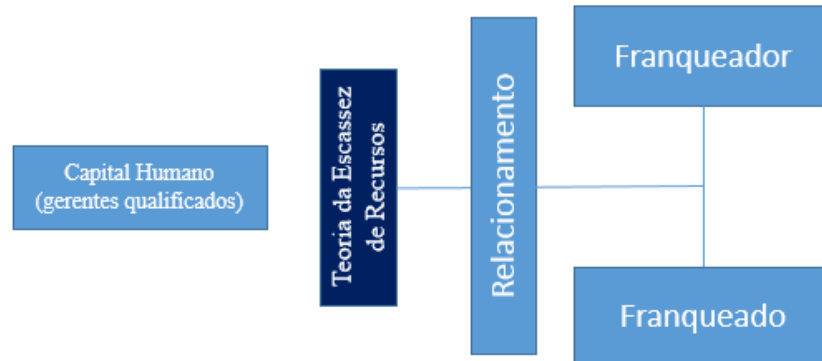 Capital Humano
(gerentes qualificados)
Teoria da Escassez
de Recursos
Relacionamento
Franqueador
Franqueado